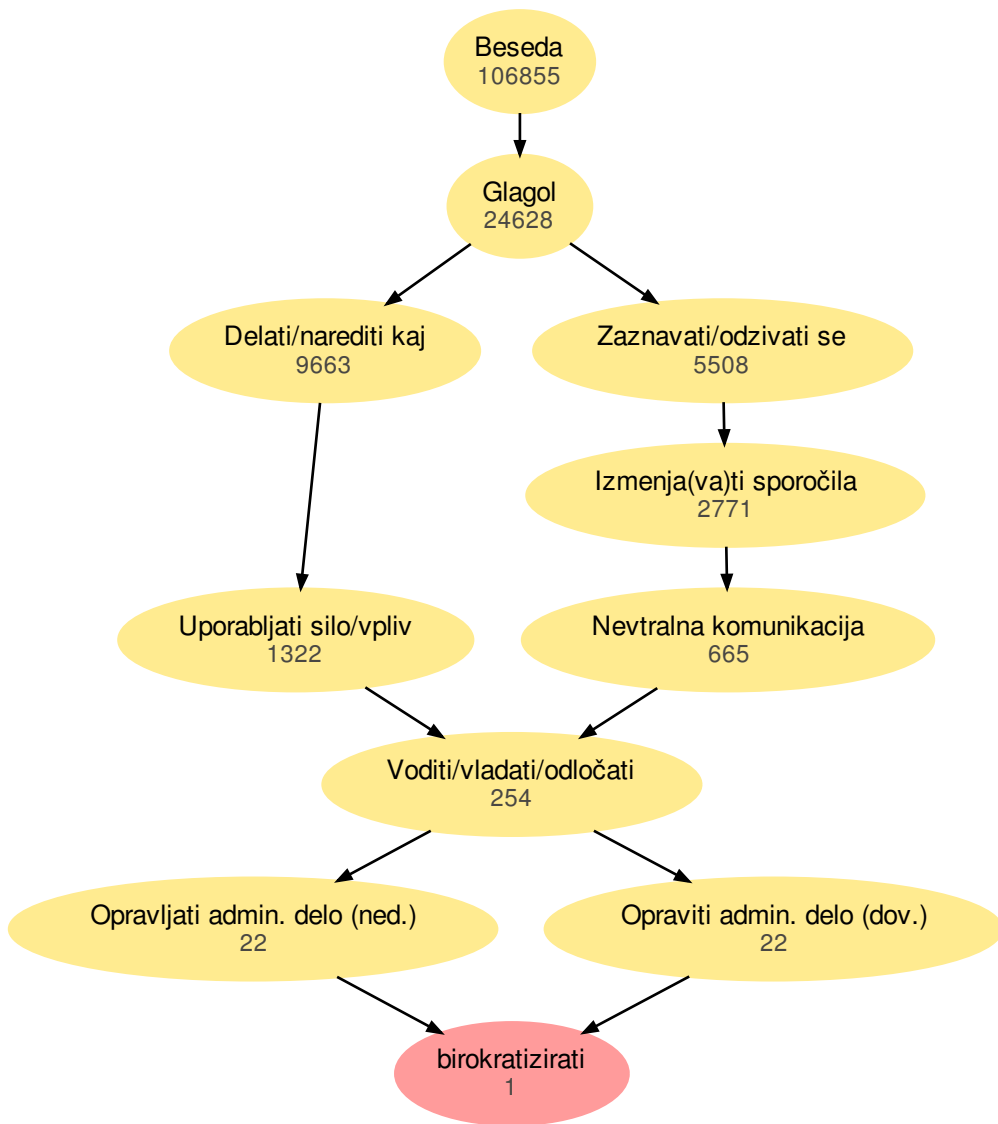 Beseda
106855
Glagol
24628
Delati/narediti kaj
9663
Zaznavati/odzivati se
5508
Izmenja(va)ti sporočila
2771
Uporabljati silo/vpliv
1322
Nevtralna komunikacija
665
Voditi/vladati/odločati
254
Opravljati admin. delo (ned.)
22
Opraviti admin. delo (dov.)
22
birokratizirati
1